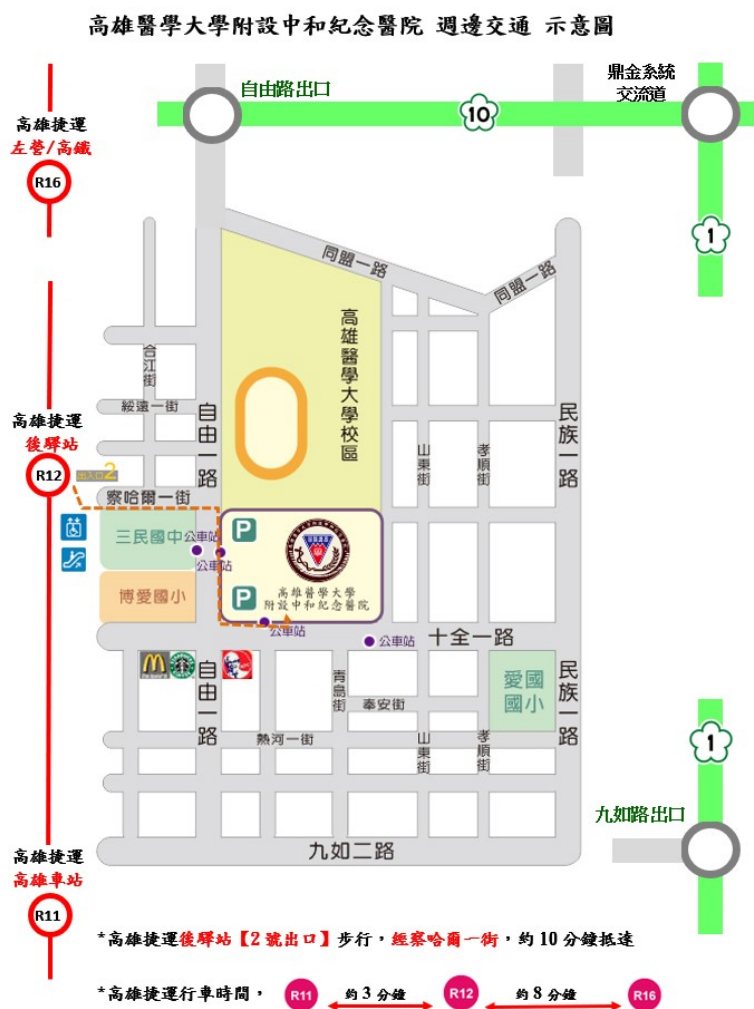 高雄醫學大學附設中和紀念醫院 週邊交通 示意圖
自由路出口
鼎金系統
交流道
10
高雄捷運
左營/高鐵
R16
1
同盟一路
同盟一路
高雄醫學大學校區
合江街
綏遠一街
自由一路
民族一路
山東街
孝順街
高雄捷運
後驛站
R12
出入口2
察哈爾一街
三民國中
公車站
公車站
P
P
博愛國小
高雄醫學大學
附設中和紀念醫院
公車站
公車站
十全一路
自由一路
青島街
奉安街
愛國
國小
民族一路
熱河一街
山東街
孝順街
1
九如路出口
九如二路
高雄捷運
高雄車站
R11
*高雄捷運後驛站【2 號出口】步行，經察哈爾一街，約 10 分鐘抵達
*高雄捷運行車時間， R11 約 3 分鐘 R12 約 8 分鐘 R16